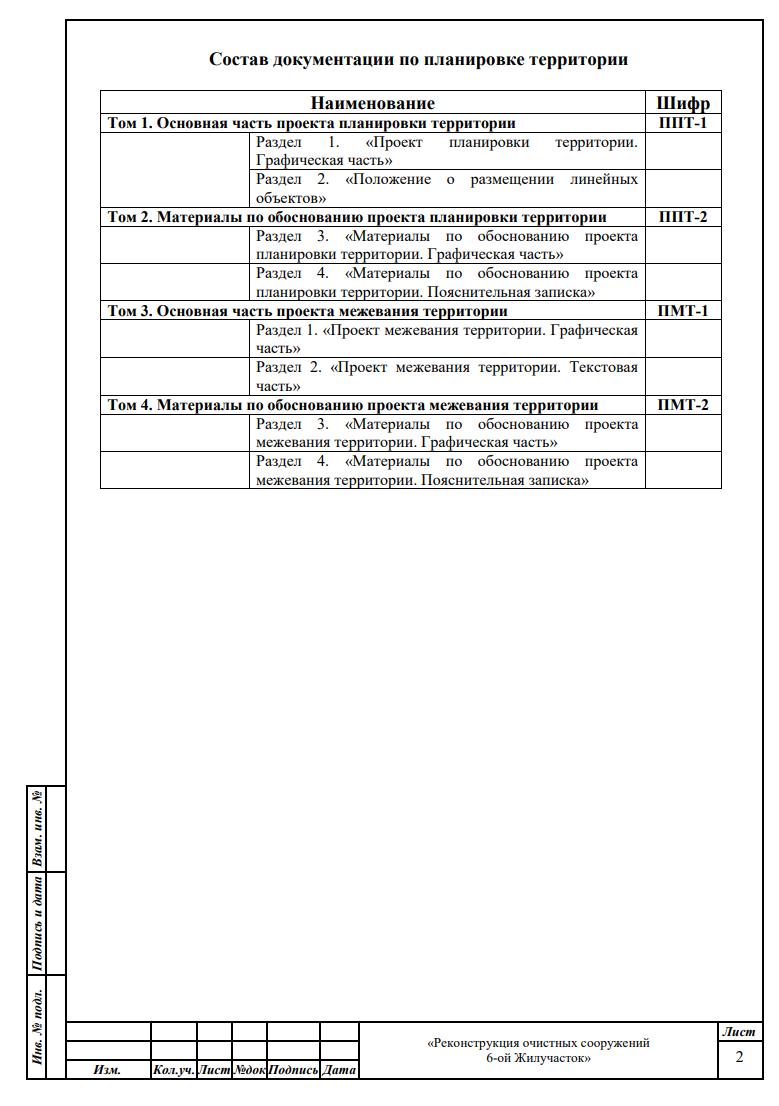 Состав документации по планировке территории
Наименование Шифр
Том 1. Основная часть проекта планировки территории ППТ-1
Раздел 1. «Проект планировки территории.
Графическая часть»
Раздел 2. «Положение о размещении линейных
объектов»
Том 2. Материалы по обоснованию проекта планировки территории ППТ-2
Раздел 3. «Материалы по обоснованию проекта
планировки территории. Графическая часть»
Раздел 4. «Материалы по обоснованию проекта
планировки территории. Пояснительная записка»
Том 3. Основная часть проекта межевания территории ПМТ-1
Раздел 1. «Проект межевания территории. Графическая
часть»
Раздел 2. «Проект межевания территории. Текстовая
часть»
Том 4. Материалы по обоснованию проекта межевания территории ПМТ-2
Раздел 3. «Материалы по обоснованию проекта
межевания территории. Графическая часть»
Раздел 4. «Материалы по обоснованию проекта
межевания территории. Пояснительная записка»
Взам. инв. №
Подпись и дата
Инв. № подл.
Изм. Кол.уч. Лист №док Подпись Дата
«Реконструкция очистных сооружений
6-ой Жилучасток»
Лист
2